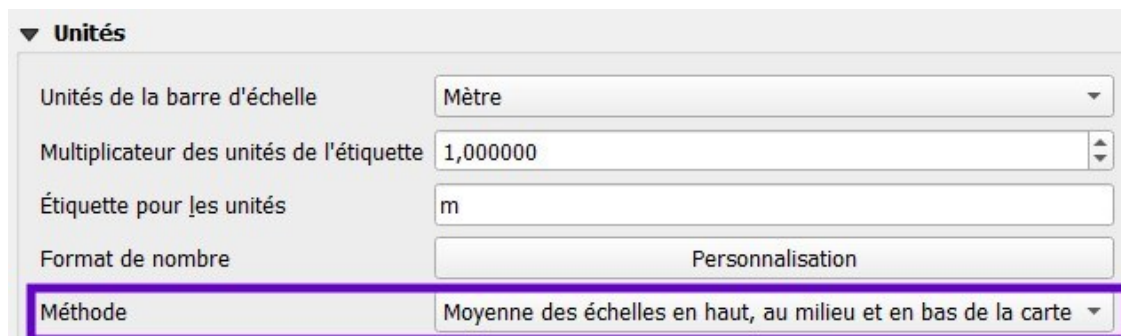 Unités
Unités de la barre d'échelle Mètre
Multiplicateur des unités de l'étiquette 1,000000
Étiquette pour les unités m
Format de nombre Personnalisation
Méthode Moyenne des échelles en haut, au milieu et en bas de la carte